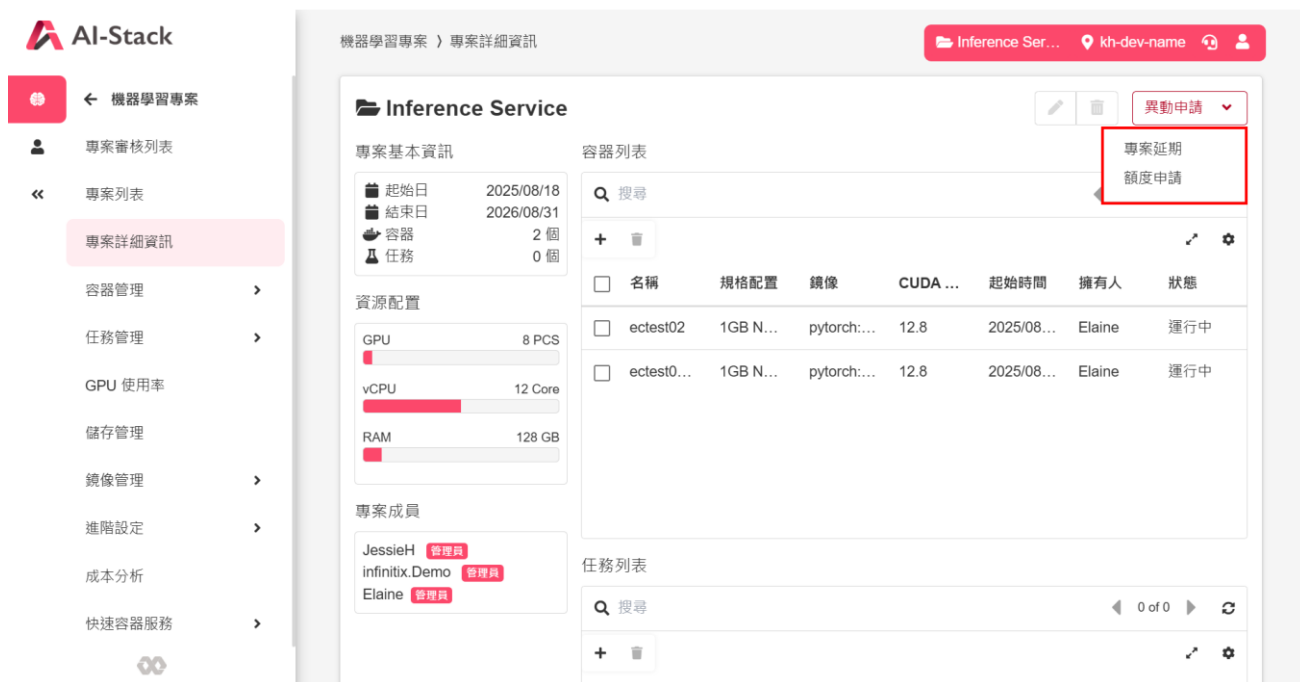 AI-Stack
機器學習專案
專案審核列表
專案列表
專案詳細資訊
容器管理
任務管理
GPU 使用率
儲存管理
鏡像管理
進階設定
成本分析
快速容器服務
機器學習專案 ❭ 專案詳細資訊
Inference Ser... kh-dev-name
Inference Service
異動申請
專案延期
額度申請
專案基本資訊
起始日 2025/08/18
結束日 2026/08/31
容器 2 個
任務 0 個
資源配置
GPU 8 PCS
vCPU 12 Core
RAM 128 GB
專案成員
JessieH 管理員
infinitix.Demo 管理員
Elaine 管理員
容器列表
搜尋
名稱 規格配置 鏡像 CUDA ... 起始時間 擁有人 狀態
ectest02 1GB N... pytorch:... 12.8 2025/08... Elaine 運行中
ectest0... 1GB N... pytorch:... 12.8 2025/08... Elaine 運行中
任務列表
搜尋 0 of 0